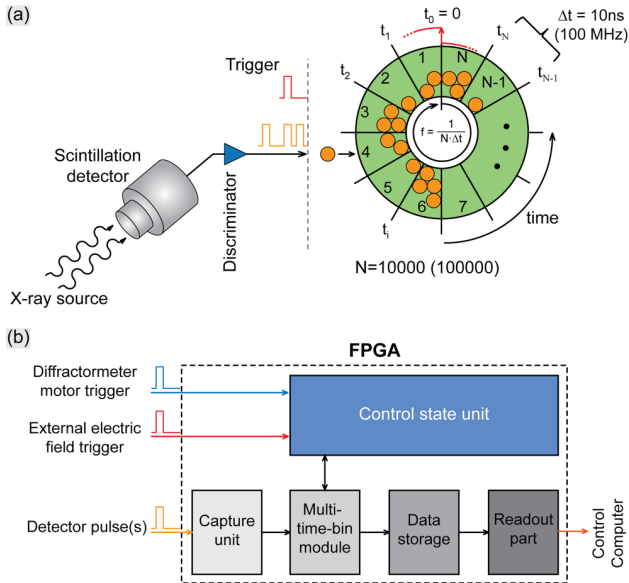 (a)
t₀ = 0
Δt = 10ns
(100 MHz)
t₁
t_N
t_N-1
t₂
Trigger
1
N
2
N-1
3
4
5
6
7
f = 1/(N·Δt)
Scintillation
detector
Discriminator
X-ray source
t_i
time
N=10000 (100000)
(b)
FPGA
Diffractometer
motor trigger
External electric
field trigger
Control state unit
Detector pulse(s)
Capture
unit
Multi-
time-bin
module
Data
storage
Readout
part
Control
Computer